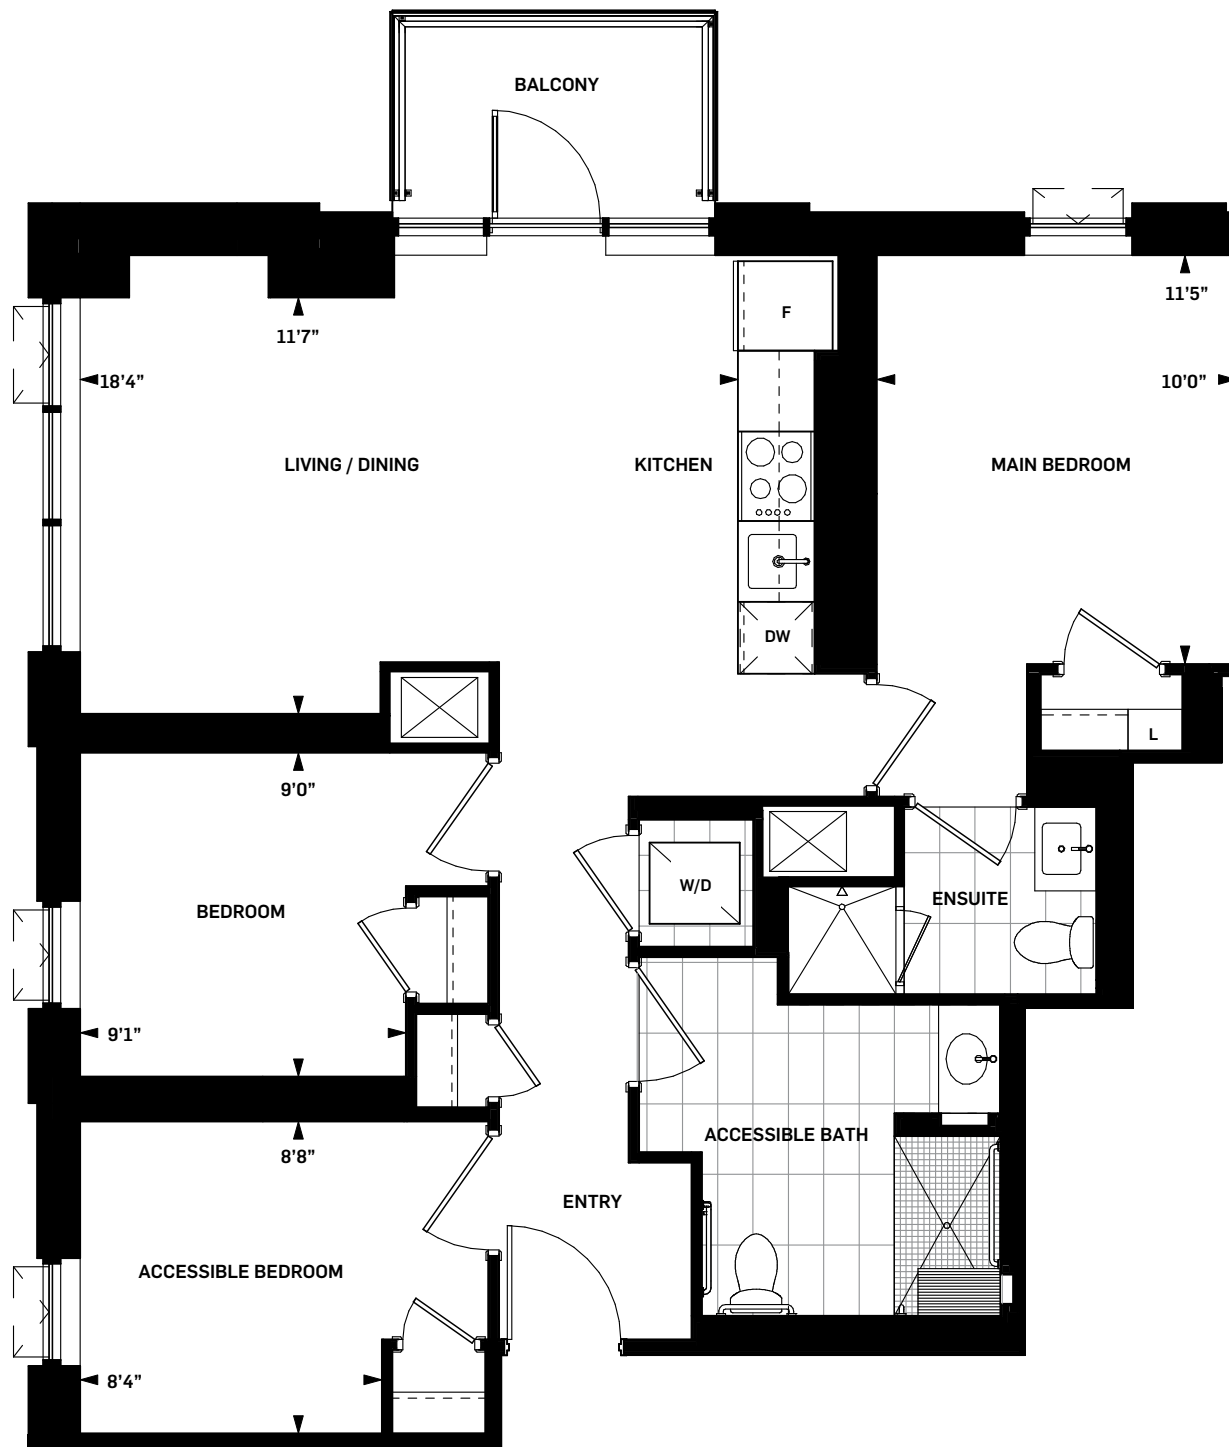 BALCONY
F
11'5"
11'7"
18'4"
10'0"
LIVING / DINING
KITCHEN
MAIN BEDROOM
DW
L
9'0"
W/D
ENSUITE
BEDROOM
9'1"
ACCESSIBLE BATH
8'8"
ENTRY
ACCESSIBLE BEDROOM
8'4"